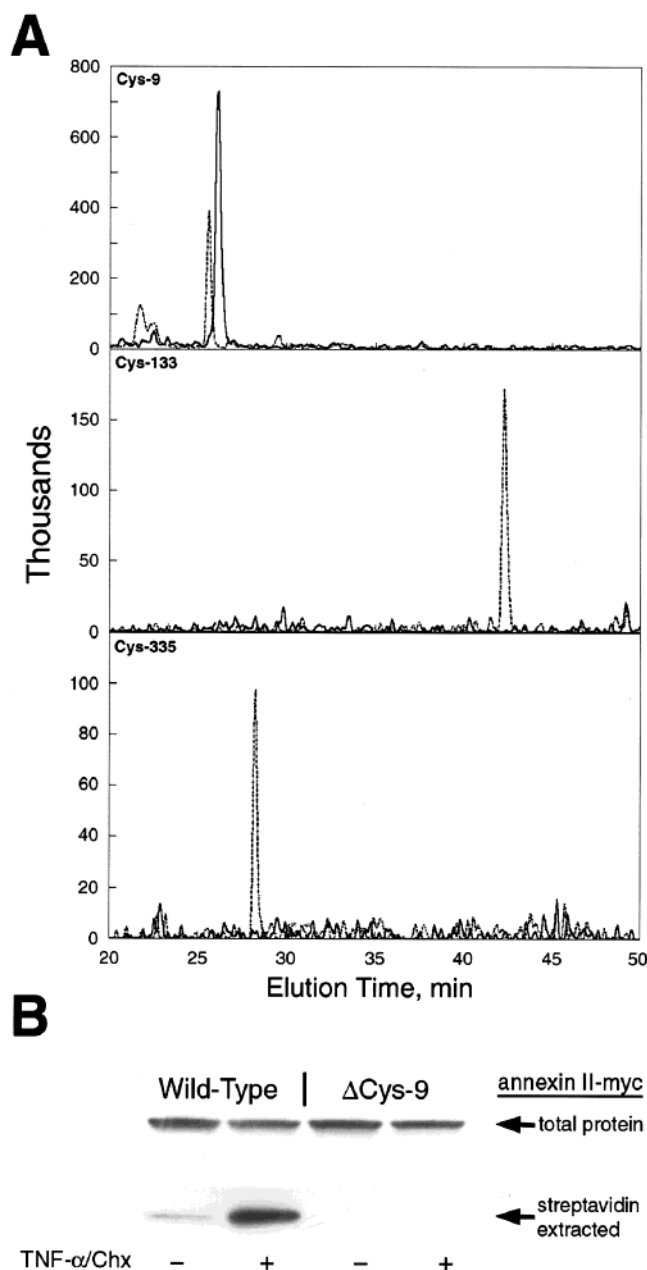 A
Cys-9
800
600
400
200
0
Cys-133
150
100
50
0
Thousands
Cys-335
100
80
60
40
20
0
20 25 30 35 40 45 50
Elution Time, min
B
Wild-Type | ΔCys-9 annexin II-myc
total protein
streptavidin
extracted
TNF-α/Chx − + − +